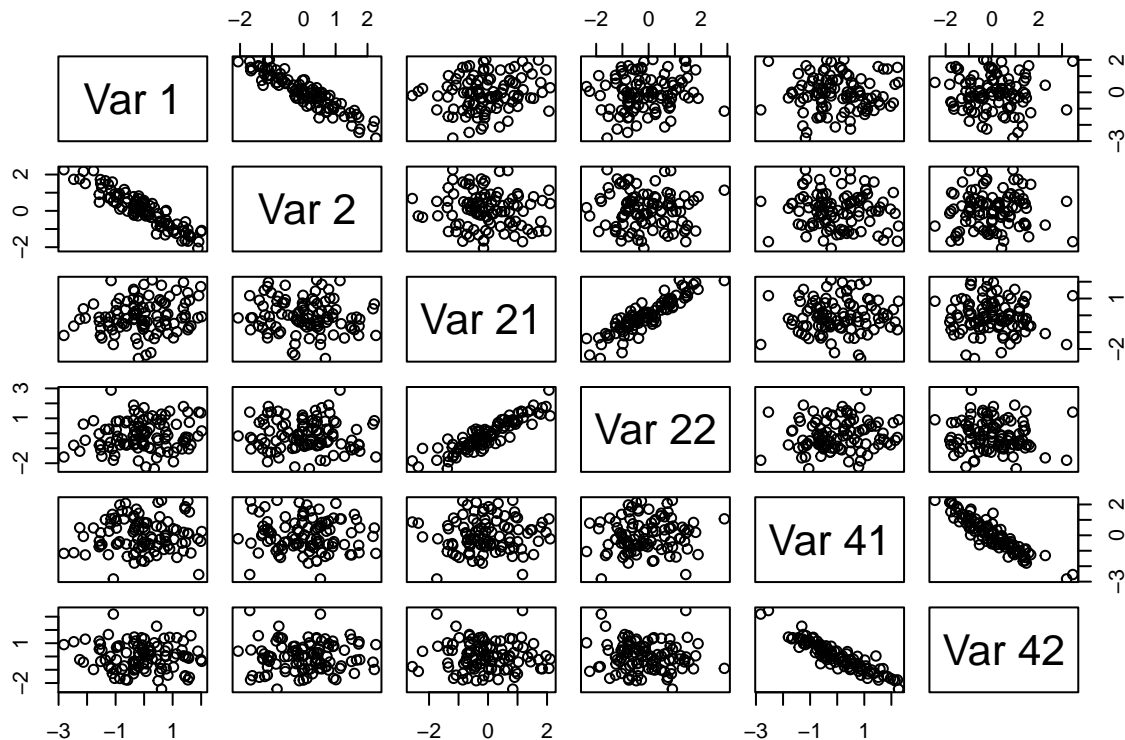 −2 0 1 2 −2 0 2 −2 0 2
Var 1
−3 0 2
−2 0 2
Var 2
Var 21
−2 1
−2 1 3
Var 22
Var 41
−3 0 2
−2 1
Var 42
−3 −1 1 −2 0 2 −3 −1 1